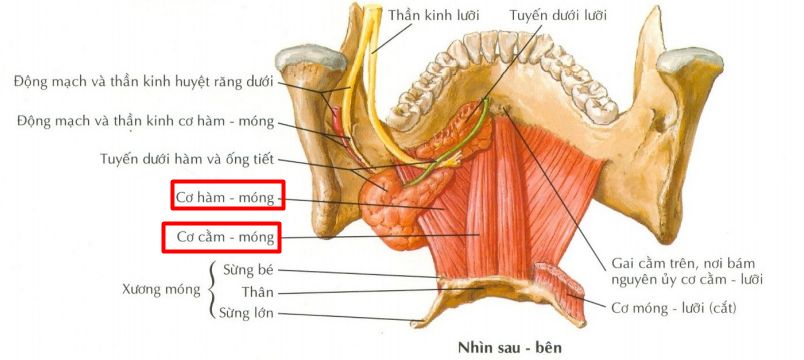 Thần kinh lưỡi
Tuyến dưới lưỡi
Động mạch và thần kinh huyệt răng dưới
Động mạch và thần kinh cơ hàm - móng
Tuyến dưới hàm và ống tiết
Cơ hàm - móng
Cơ cằm - móng
Xương móng
Sừng bé
Thân
Sừng lớn
Gai cằm trên, nơi bám
nguyên ủy cơ cằm - lưỡi
Cơ móng - lưỡi (cắt)
Nhìn sau - bên